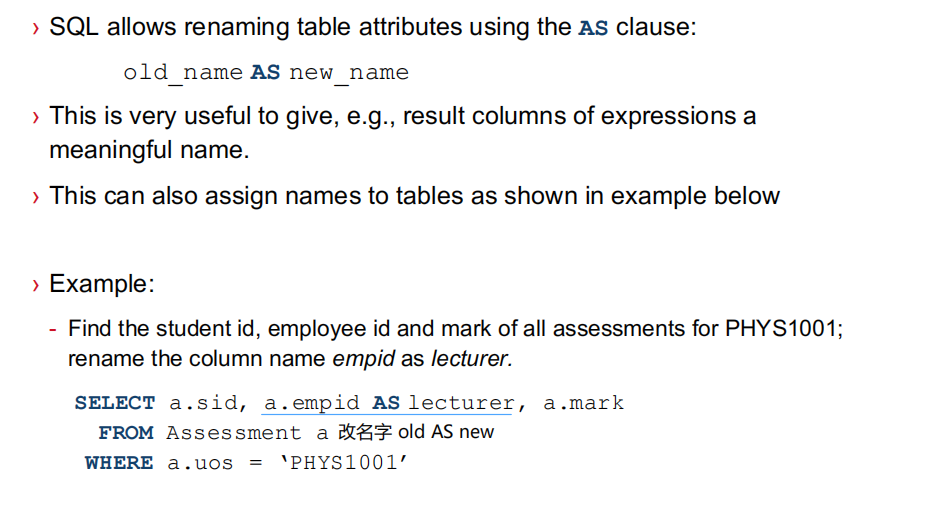 › SQL allows renaming table attributes using the AS clause:
old_name AS new_name
› This is very useful to give, e.g., result columns of expressions a
meaningful name.
› This can also assign names to tables as shown in example below
› Example:
- Find the student id, employee id and mark of all assessments for PHYS1001;
rename the column name empid as lecturer.
SELECT a.sid, a.empid AS lecturer, a.mark
FROM Assessment a 改名字 old AS new
WHERE a.uos = ‘PHYS1001’